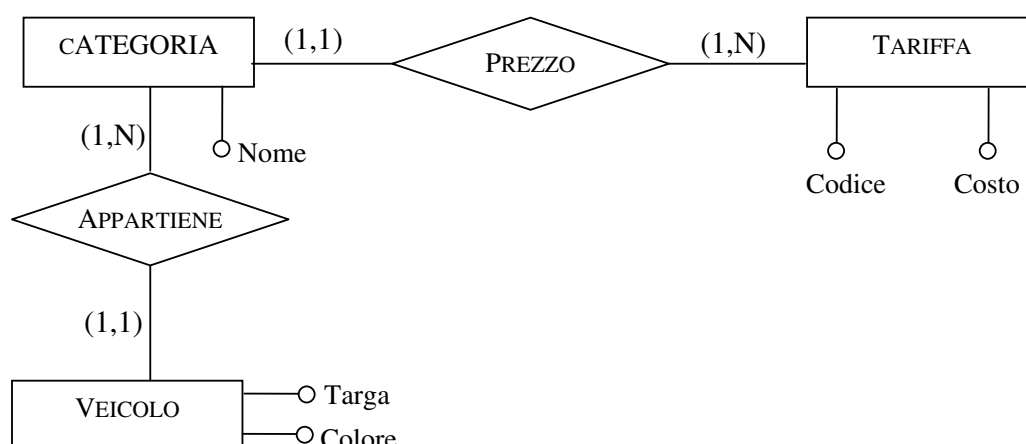 cATEGORIA (1,1) PREZZO (1,N) TARIFFA
(1,N) Nome
Codice Costo
APPARTIENE
(1,1)
VEICOLO Targa
Colore